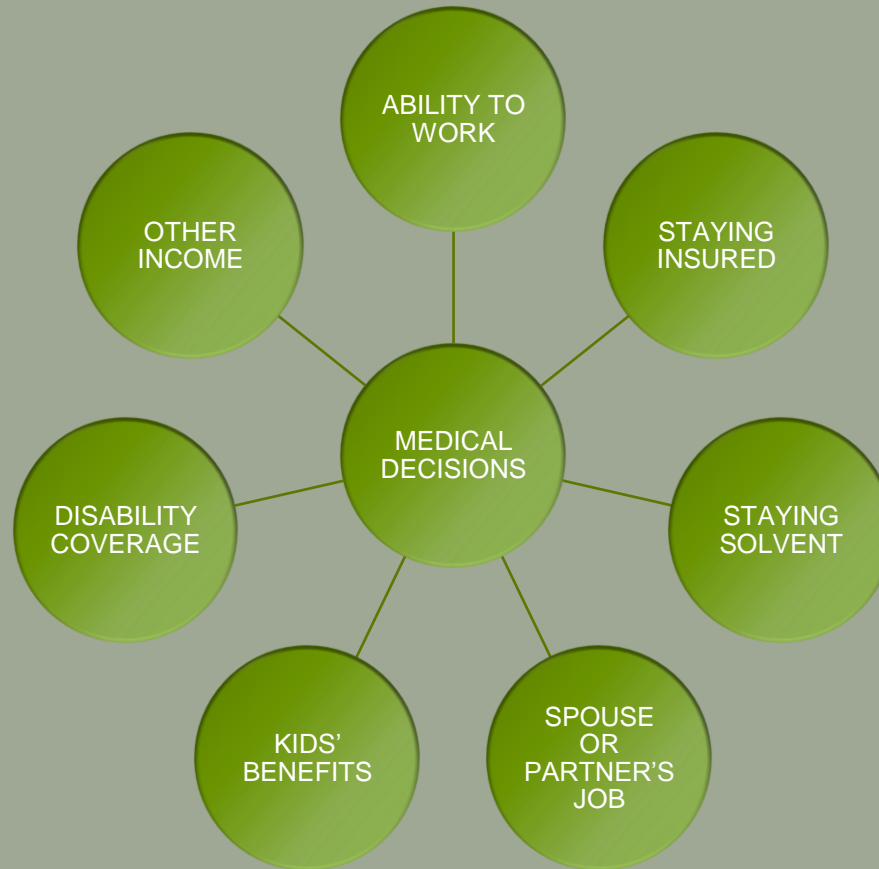 ABILITY TO
WORK
OTHER
INCOME
STAYING
INSURED
MEDICAL
DECISIONS
DISABILITY
COVERAGE
STAYING
SOLVENT
KIDS'
BENEFITS
SPOUSE
OR
PARTNER'S
JOB